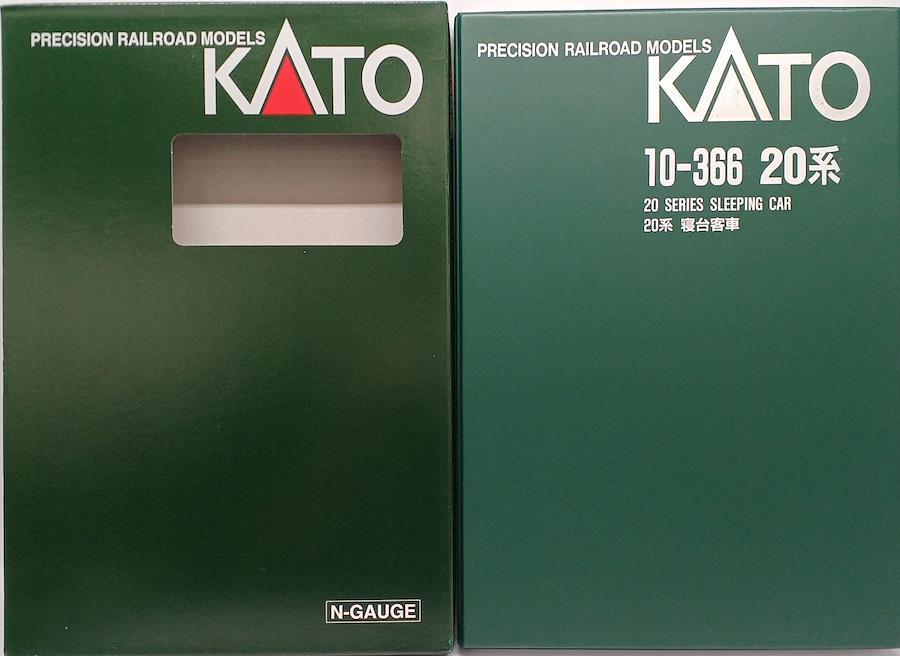 PRECISION RAILROAD MODELS
KATO
N-GAUGE
PRECISION RAILROAD MODELS
KATO
10-366 20系
20 SERIES SLEEPING CAR
20系 寝台客車